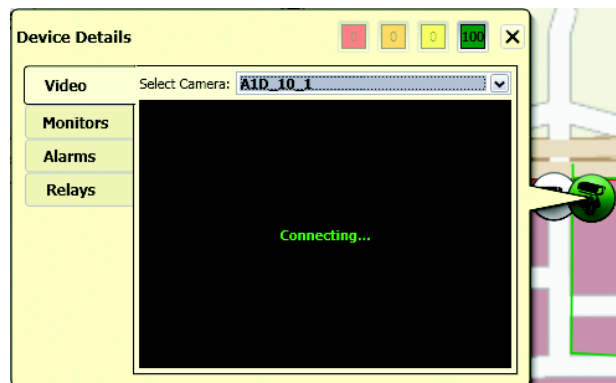 Device Details
0 0 0 100 X
Video
Select Camera: A1D_10_1
Monitors
Alarms
Relays
Connecting...